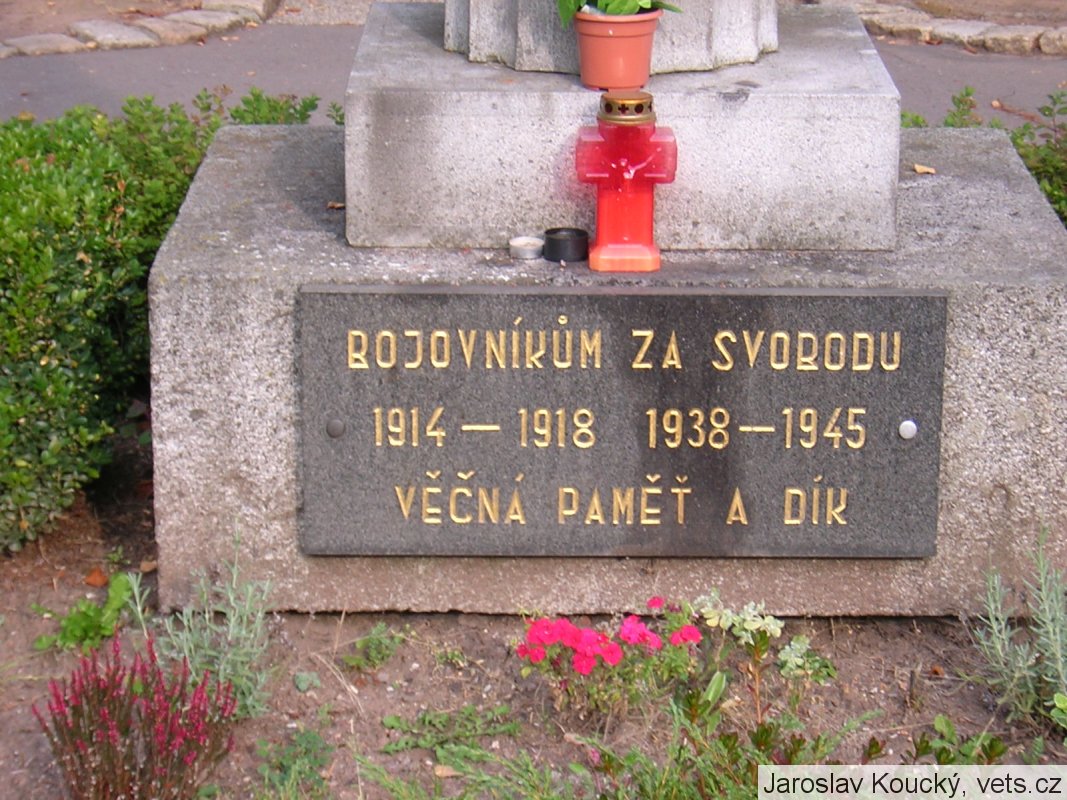 BOJOVNÍKŮM ZA SVOBODU
1914 — 1918 1938 — 1945
VĚČNÁ PAMĚŤ A DÍK
Jaroslav Koucký, vets.cz